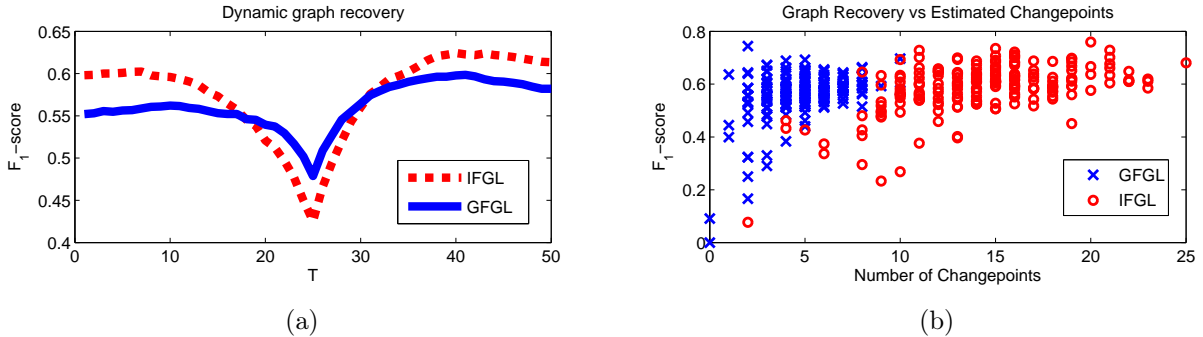 Dynamic graph recovery
0.65
0.6
0.55
0.5
0.45
0.4
F1−score
0
10
20
30
40
50
T
IFGL
GFGL
(a)
Graph Recovery vs Estimated Changepoints
0.8
0.6
0.4
0.2
0
F1−score
0
5
10
15
20
25
Number of Changepoints
GFGL
IFGL
(b)